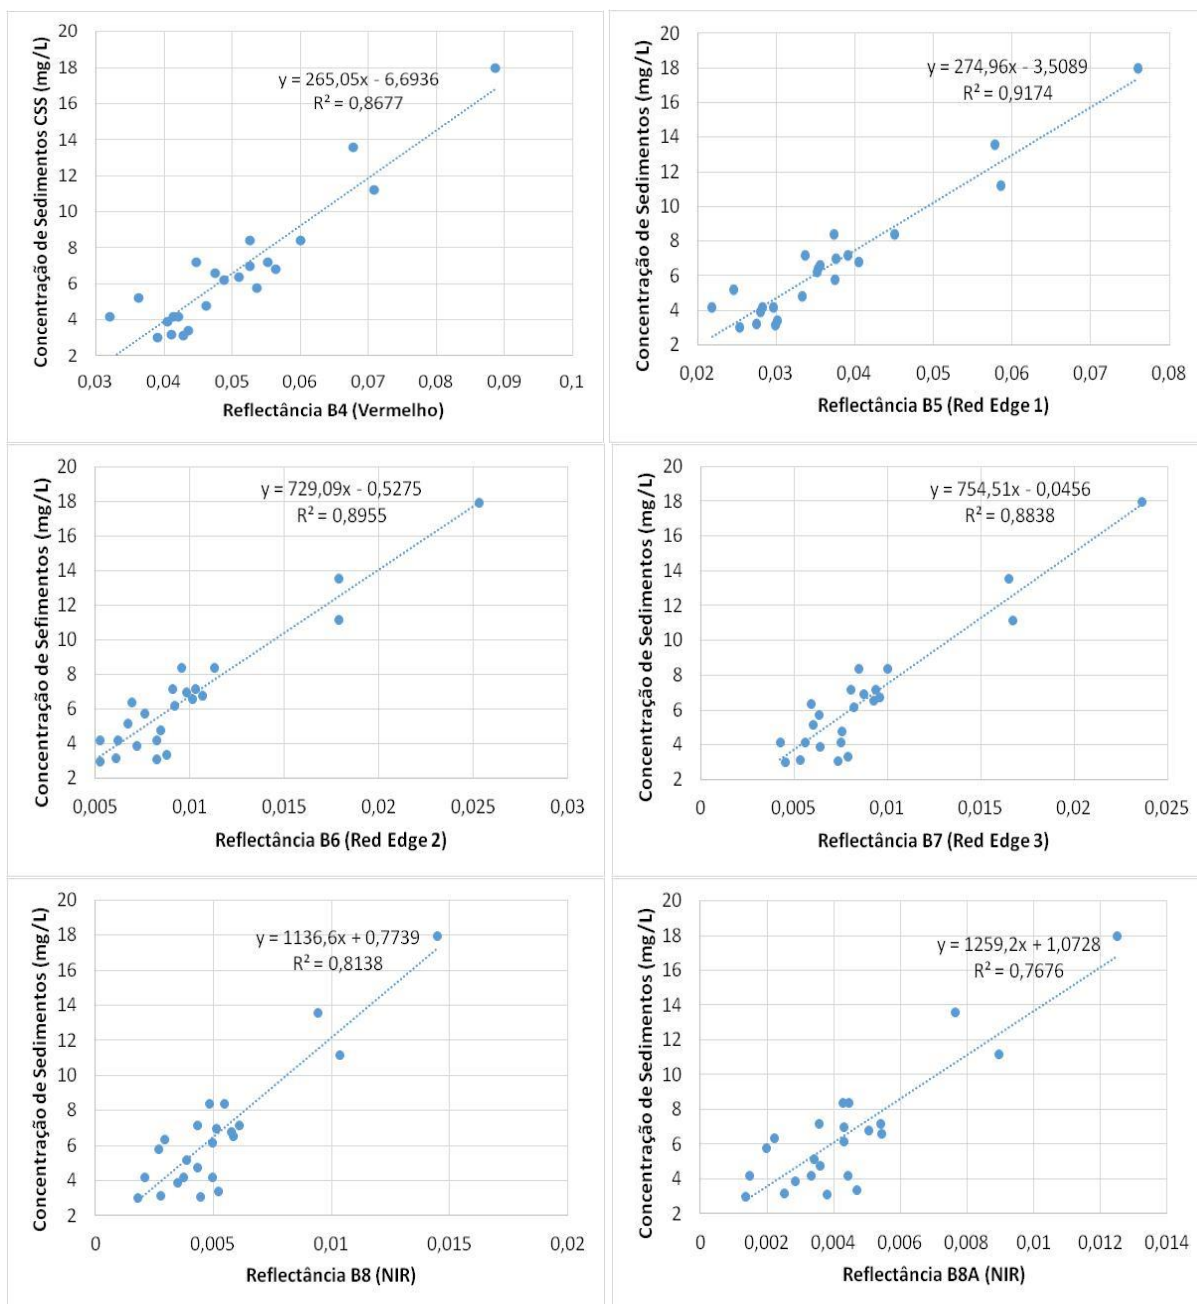 Concentração de Sedimentos CSS (mg/L)
20
18
16
14
12
10
8
6
4
2
y = 265,05x - 6,6936
R² = 0,8677
0,03 0,04 0,05 0,06 0,07 0,08 0,09 0,1
Reflectância B4 (Vermelho)
Concentração de Sedimentos (mg/L)
20
18
16
14
12
10
8
6
4
2
y = 274,96x - 3,5089
R² = 0,9174
0,02 0,03 0,04 0,05 0,06 0,07 0,08
Reflectância B5 (Red Edge 1)
Concentração de Sefimentos (mg/L)
20
18
16
14
12
10
8
6
4
2
y = 729,09x - 0,5275
R² = 0,8955
0,005 0,01 0,015 0,02 0,025 0,03
Reflectância B6 (Red Edge 2)
Concentração de Sedimentos (mg/L)
20
18
16
14
12
10
8
6
4
2
y = 754,51x - 0,0456
R² = 0,8838
0 0,005 0,01 0,015 0,02 0,025
Reflectância B7 (Red Edge 3)
Concentração de Sedimentos (mg/L)
20
18
16
14
12
10
8
6
4
2
y = 1136,6x + 0,7739
R² = 0,8138
0 0,005 0,01 0,015 0,02
Reflectância B8 (NIR)
Concentração de Sedimentos (mg/L)
20
18
16
14
12
10
8
6
4
2
y = 1259,2x + 1,0728
R² = 0,7676
0 0,002 0,004 0,006 0,008 0,01 0,012 0,014
Reflectância B8A (NIR)